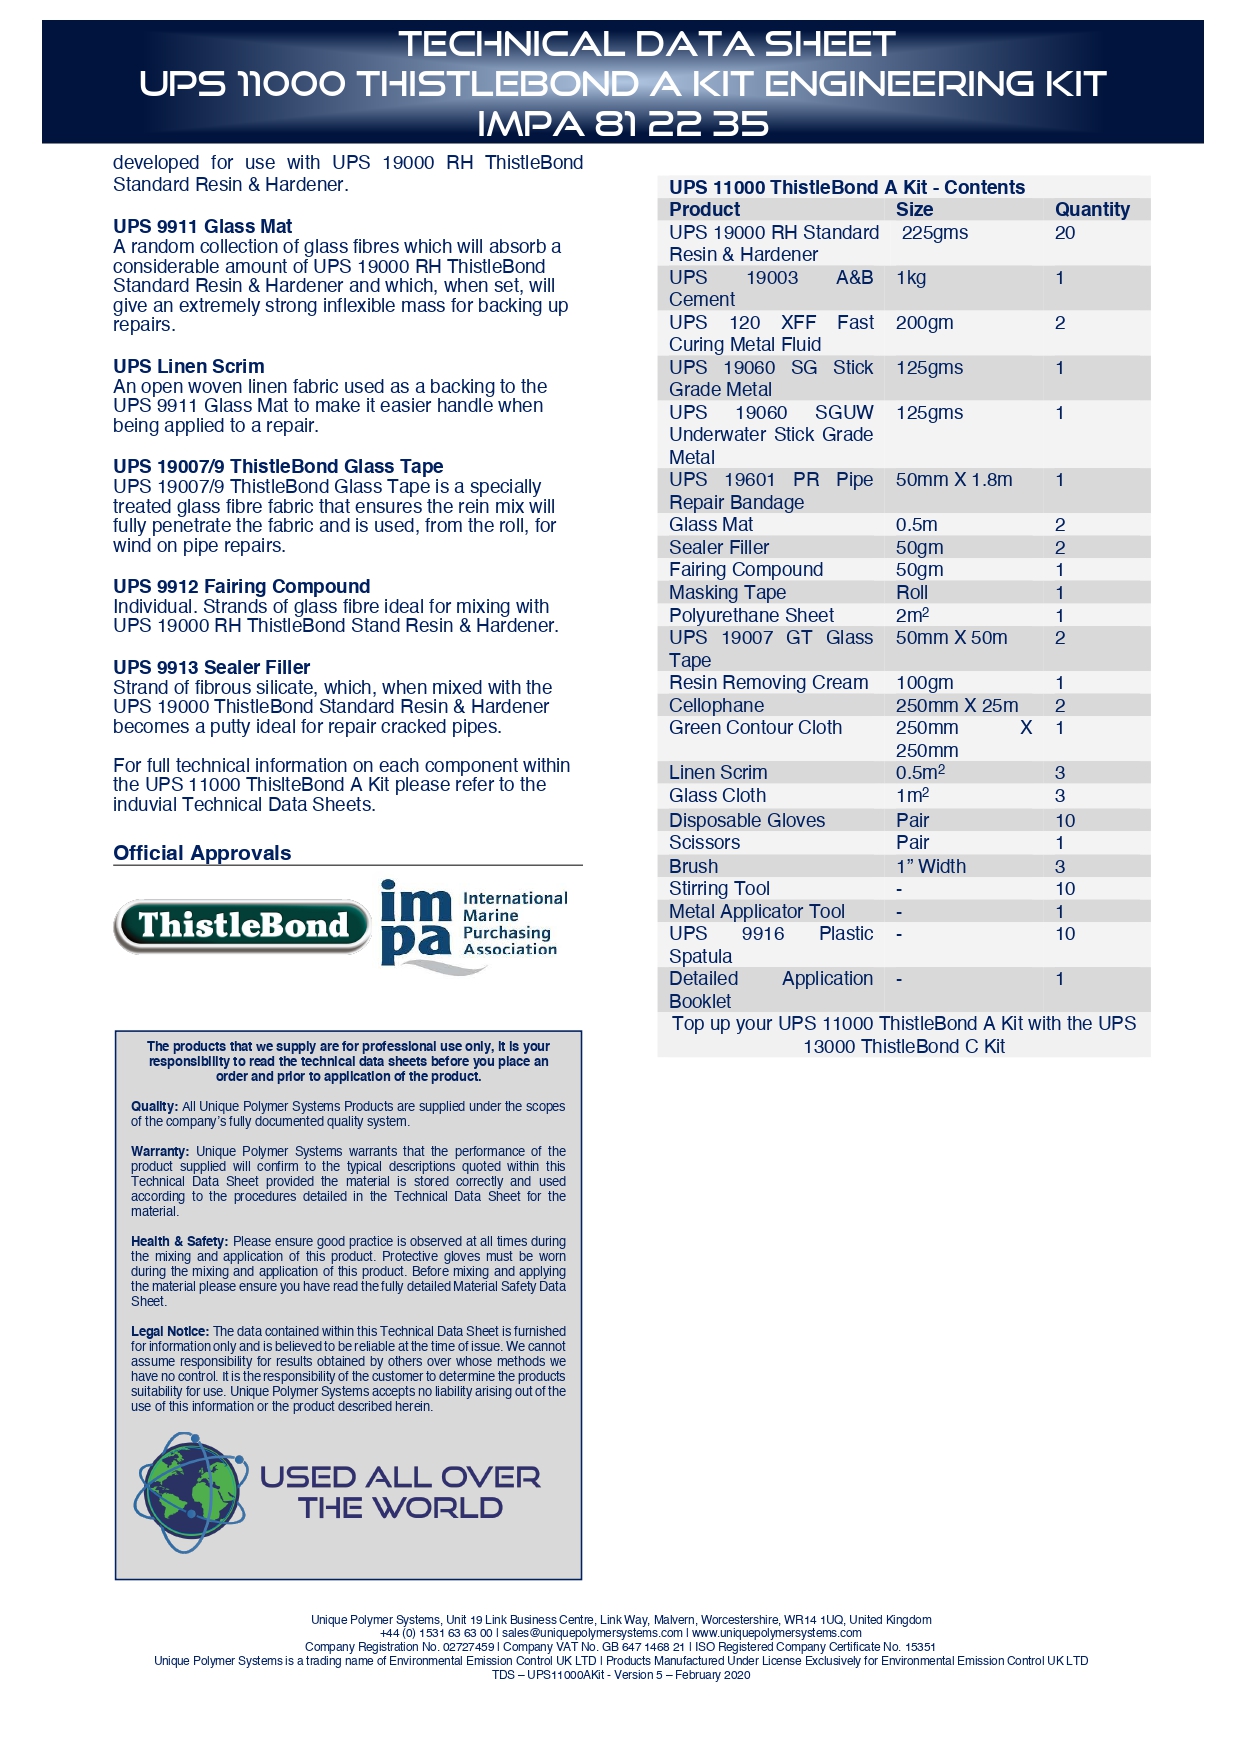 TECHNICAL DATA SHEET
UPS 11000 THISTLEBOND A KIT ENGINEERING KIT
IMPA 81 22 35
developed for use with UPS 19000 RH ThistleBond
Standard Resin & Hardener.
UPS 9911 Glass Mat
A random collection of glass fibres which will absorb a
considerable amount of UPS 19000 RH ThistleBond
Standard Resin & Hardener and which, when set, will
give an extremely strong inflexible mass for backing up
repairs.
UPS Linen Scrim
An open woven linen fabric used as a backing to the
UPS 9911 Glass Mat to make it easier handle when
being applied to a repair.
UPS 19007/9 ThistleBond Glass Tape
UPS 19007/9 ThistleBond Glass Tape is a specially
treated glass fibre fabric that ensures the rein mix will
fully penetrate the fabric and is used, from the roll, for
wind on pipe repairs.
UPS 9912 Fairing Compound
Individual. Strands of glass fibre ideal for mixing with
UPS 19000 RH ThistleBond Stand Resin & Hardener.
UPS 9913 Sealer Filler
Strand of fibrous silicate, which, when mixed with the
UPS 19000 ThistleBond Standard Resin & Hardener
becomes a putty ideal for repair cracked pipes.
For full technical information on each component within
the UPS 11000 ThislteBond A Kit please refer to the
induvial Technical Data Sheets.
Official Approvals
ThistleBond
impa
International
Marine
Purchasing
Association
The products that we supply are for professional use only, it is your
responsibility to read the technical data sheets before you place an
order and prior to application of the product.
Quality: All Unique Polymer Systems Products are supplied under the scopes
of the company's fully documented quality system.
Warranty: Unique Polymer Systems warrants that the performance of the
product supplied will confirm to the typical descriptions quoted within this
Technical Data Sheet provided the material is stored correctly and used
according to the procedures detailed in the Technical Data Sheet for the
material.
Health & Safety: Please ensure good practice is observed at all times during
the mixing and application of this product. Protective gloves must be worn
during the mixing and application of this product. Before mixing and applying
the material please ensure you have read the fully detailed Material Safety Data
Sheet.
Legal Notice: The data contained within this Technical Data Sheet is furnished
for information only and is believed to be reliable at the time of issue. We cannot
assume responsibility for results obtained by others over whose methods we
have no control. It is the responsibility of the customer to determine the products
suitability for use. Unique Polymer Systems accepts no liability arising out of the
use of this information or the product described herein.
USED ALL OVER
THE WORLD
UPS 11000 ThistleBond A Kit - Contents
Product Size Quantity
UPS 19000 RH Standard 225gms 20
Resin & Hardener
UPS 19003 A&B 1kg 1
Cement
UPS 120 XFF Fast 200gm 2
Curing Metal Fluid
UPS 19060 SG Stick 125gms 1
Grade Metal
UPS 19060 SGUW 125gms 1
Underwater Stick Grade
Metal
UPS 19601 PR Pipe 50mm X 1.8m 1
Repair Bandage
Glass Mat 0.5m 2
Sealer Filler 50gm 2
Fairing Compound 50gm 1
Masking Tape Roll 1
Polyurethane Sheet 2m² 1
UPS 19007 GT Glass 50mm X 50m 2
Tape
Resin Removing Cream 100gm 1
Cellophane 250mm X 25m 2
Green Contour Cloth 250mm X 1
250mm
Linen Scrim 0.5m² 3
Glass Cloth 1m² 3
Disposable Gloves Pair 10
Scissors Pair 1
Brush 1” Width 3
Stirring Tool - 10
Metal Applicator Tool - 1
UPS 9916 Plastic - 10
Spatula
Detailed Application - 1
Booklet
Top up your UPS 11000 ThistleBond A Kit with the UPS
13000 ThistleBond C Kit
Unique Polymer Systems, Unit 19 Link Business Centre, Link Way, Malvern, Worcestershire, WR14 1UQ, United Kingdom
+44 (0) 1531 63 63 00 | sales@uniquepolymersystems.com | www.uniquepolymersystems.com
Company Registration No. 02727459 | Company VAT No. GB 647 1468 21 | ISO Registered Company Certificate No. 15351
Unique Polymer Systems is a trading name of Environmental Emission Control UK LTD | Products Manufactured Under License Exclusively for Environmental Emission Control UK LTD
TDS – UPS11000AKit - Version 5 – February 2020